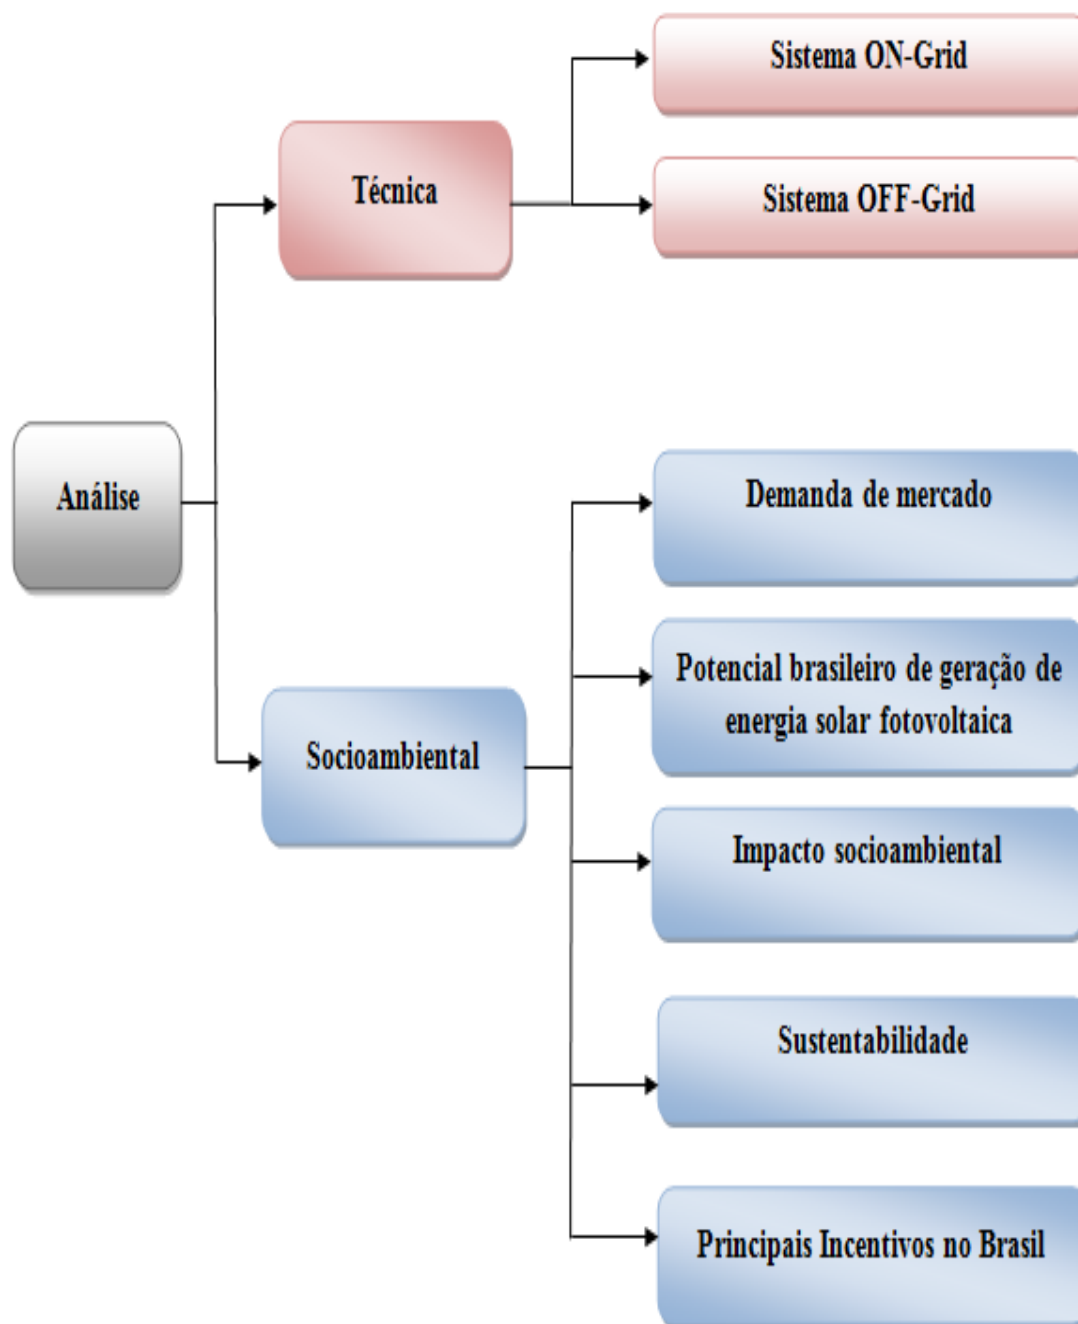 Análise
Técnica
Sistema ON-Grid
Sistema OFF-Grid
Socioambiental
Demanda de mercado
Potencial brasileiro de geração de
energia solar fotovoltaica
Impacto socioambiental
Sustentabilidade
Principais Incentivos no Brasil